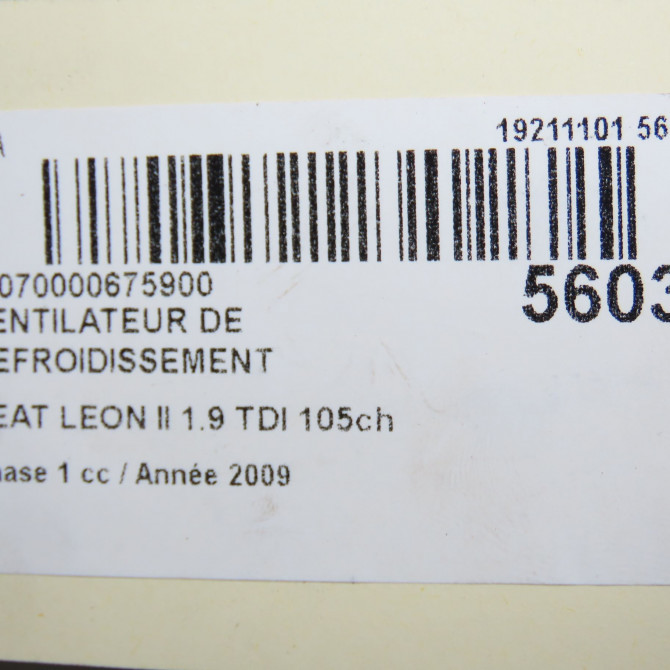 19211101 56
070000675900
5603
ENTILATEUR DE
EFROIDISSEMENT
EAT LEON II 1.9 TDI 105ch
hase 1 cc / Année 2009